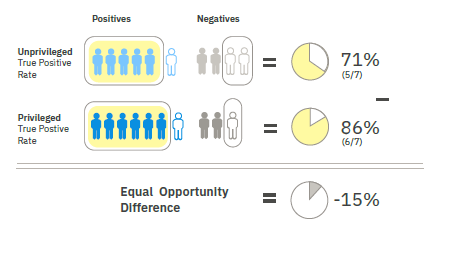 Positives Negatives
Unprivileged
True Positive
Rate
71%
(5/7)
Privileged
True Postive
Rate
86%
(6/7)
Equal Opportunity
Difference
-15%